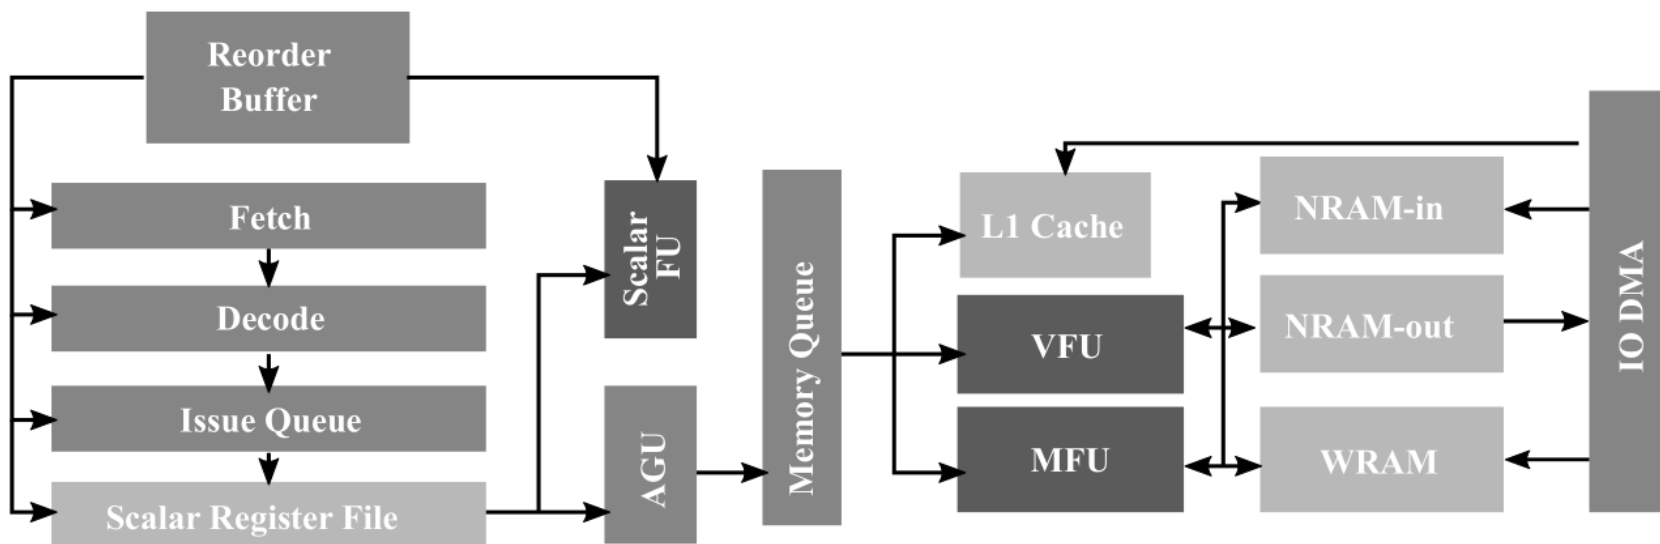 Reorder
Buffer
Fetch
Decode
Issue Queue
Scalar Register File
Scalar
FU
AGU
Memory Queue
L1 Cache
VFU
MFU
NRAM-in
NRAM-out
WRAM
IO DMA